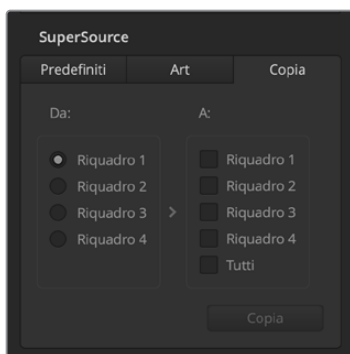 SuperSource
Predefiniti Art Copia
Da: A:
Riquadro 1 Riquadro 1
Riquadro 2 Riquadro 2
Riquadro 3 > Riquadro 3
Riquadro 4 Riquadro 4
Tutti
Copia